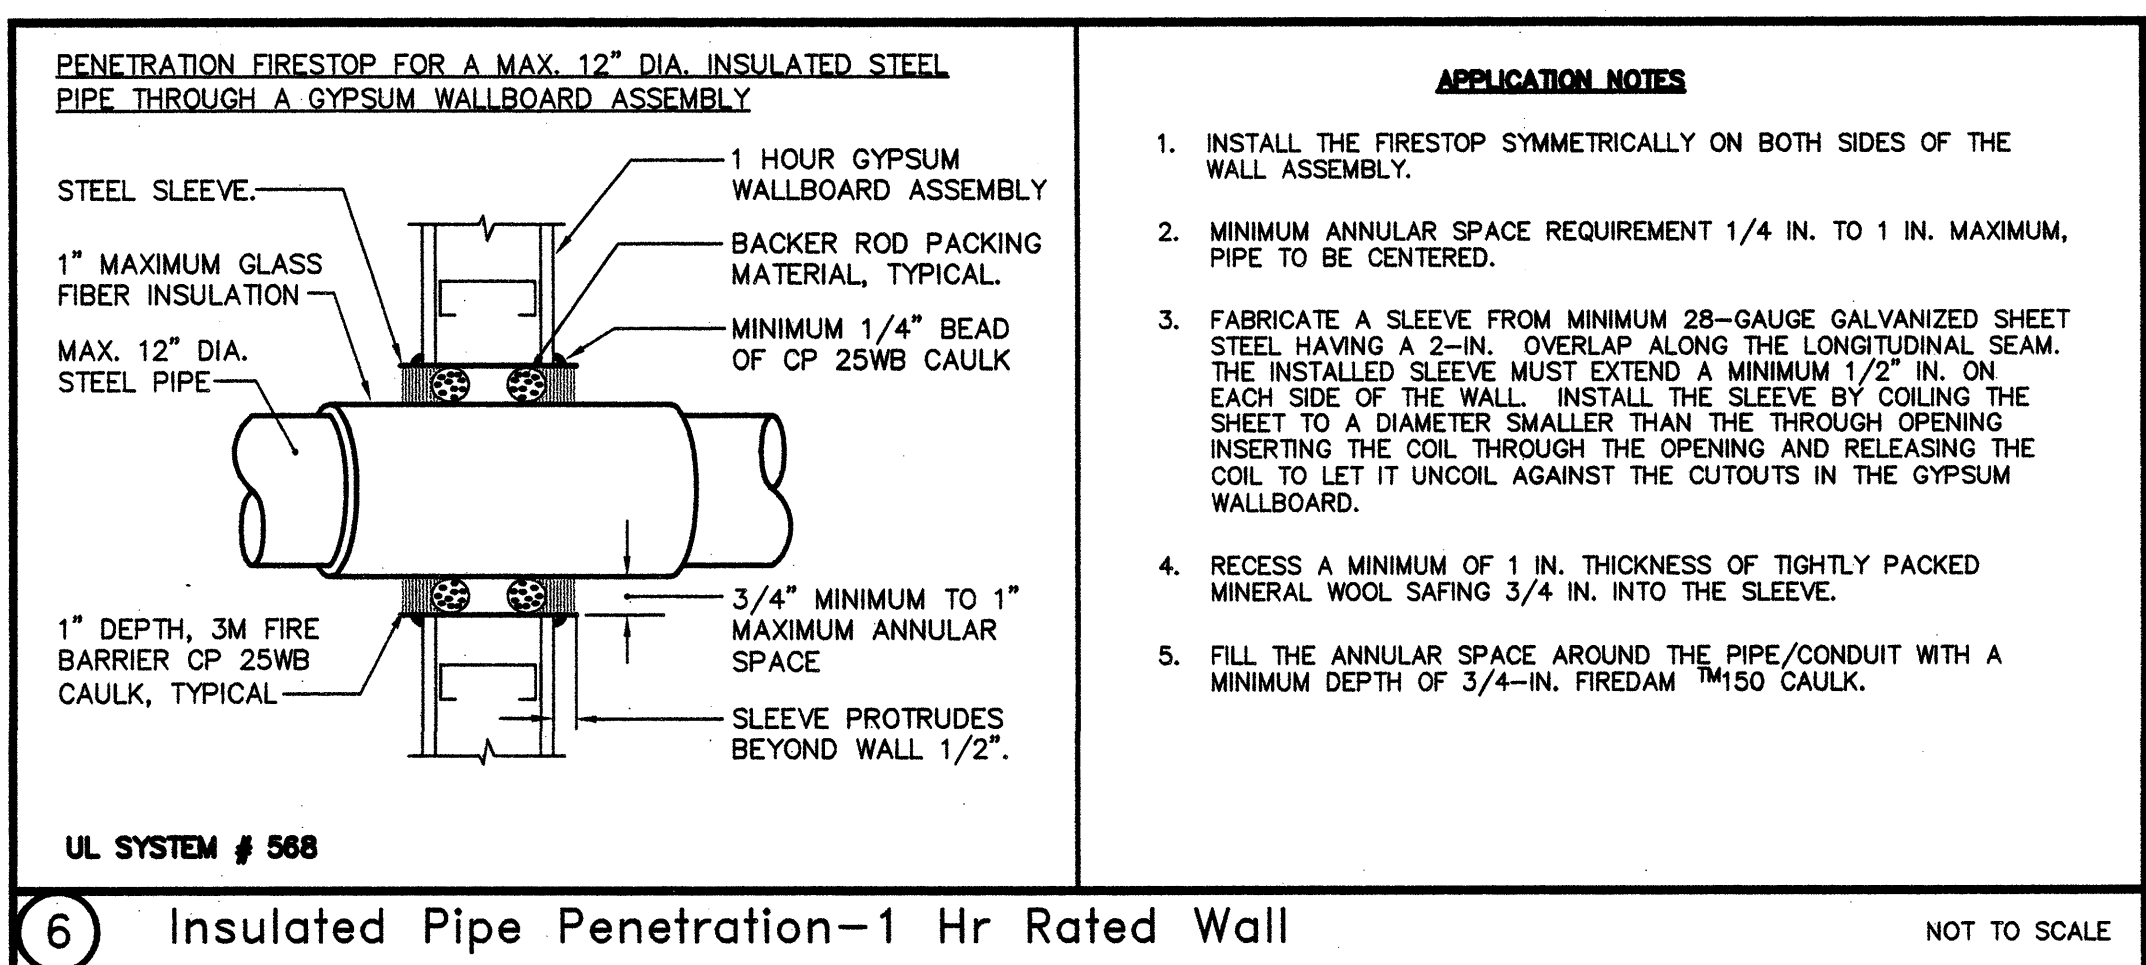 PENETRATION FIRESTOP FOR A MAX. 12" DIA. INSULATED STEEL
PIPE THROUGH A GYPSUM WALLBOARD ASSEMBLY
STEEL SLEEVE.
1" MAXIMUM GLASS
FIBER INSULATION
MAX. 12" DIA.
STEEL PIPE
1" DEPTH, 3M FIRE
BARRIER CP 25WB
CAULK, TYPICAL
1 HOUR GYPSUM
WALLBOARD ASSEMBLY
BACKER ROD PACKING
MATERIAL, TYPICAL.
MINIMUM 1/4" BEAD
OF CP 25WB CAULK
3/4" MINIMUM TO 1"
MAXIMUM ANNULAR
SPACE
SLEEVE PROTRUDES
BEYOND WALL 1/2".
UL SYSTEM # 568
APPLICATION NOTES
1. INSTALL THE FIRESTOP SYMMETRICALLY ON BOTH SIDES OF THE
WALL ASSEMBLY.
2. MINIMUM ANNULAR SPACE REQUIREMENT 1/4 IN. TO 1 IN. MAXIMUM,
PIPE TO BE CENTERED.
3. FABRICATE A SLEEVE FROM MINIMUM 28-GAUGE GALVANIZED SHEET
STEEL HAVING A 2-IN. OVERLAP ALONG THE LONGITUDINAL SEAM.
THE INSTALLED SLEEVE MUST EXTEND A MINIMUM 1/2" IN. ON
EACH SIDE OF THE WALL. INSTALL THE SLEEVE BY COILING THE
SHEET TO A DIAMETER SMALLER THAN THE THROUGH OPENING
INSERTING THE COIL THROUGH THE OPENING AND RELEASING THE
COIL TO LET IT UNCOIL AGAINST THE CUTOUTS IN THE GYPSUM
WALLBOARD.
4. RECESS A MINIMUM OF 1 IN. THICKNESS OF TIGHTLY PACKED
MINERAL WOOL SAFING 3/4 IN. INTO THE SLEEVE.
5. FILL THE ANNULAR SPACE AROUND THE PIPE/CONDUIT WITH A
MINIMUM DEPTH OF 3/4-IN. FIREDAM ™150 CAULK.
6 Insulated Pipe Penetration-1 Hr Rated Wall
NOT TO SCALE